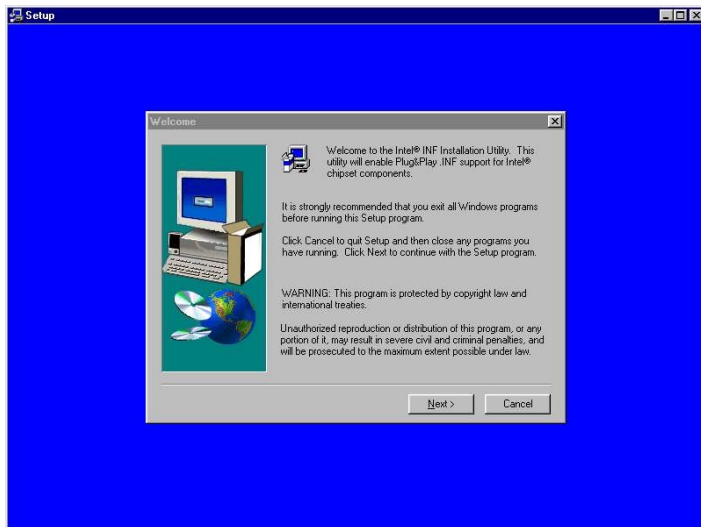 Setup
Welcome
Welcome to the Intel® INF Installation Utility. This
utility will enable Plug&Play .INF support for Intel®
chipset components.
It is strongly recommended that you exit all Windows programs
before running this Setup program.
Click Cancel to quit Setup and then close any programs you
have running. Click Next to continue with the Setup program.
WARNING: This program is protected by copyright law and
international treaties.
Unauthorized reproduction or distribution of this program, or any
portion of it, may result in severe civil and criminal penalties, and
will be prosecuted to the maximum extent possible under law.
Next > Cancel